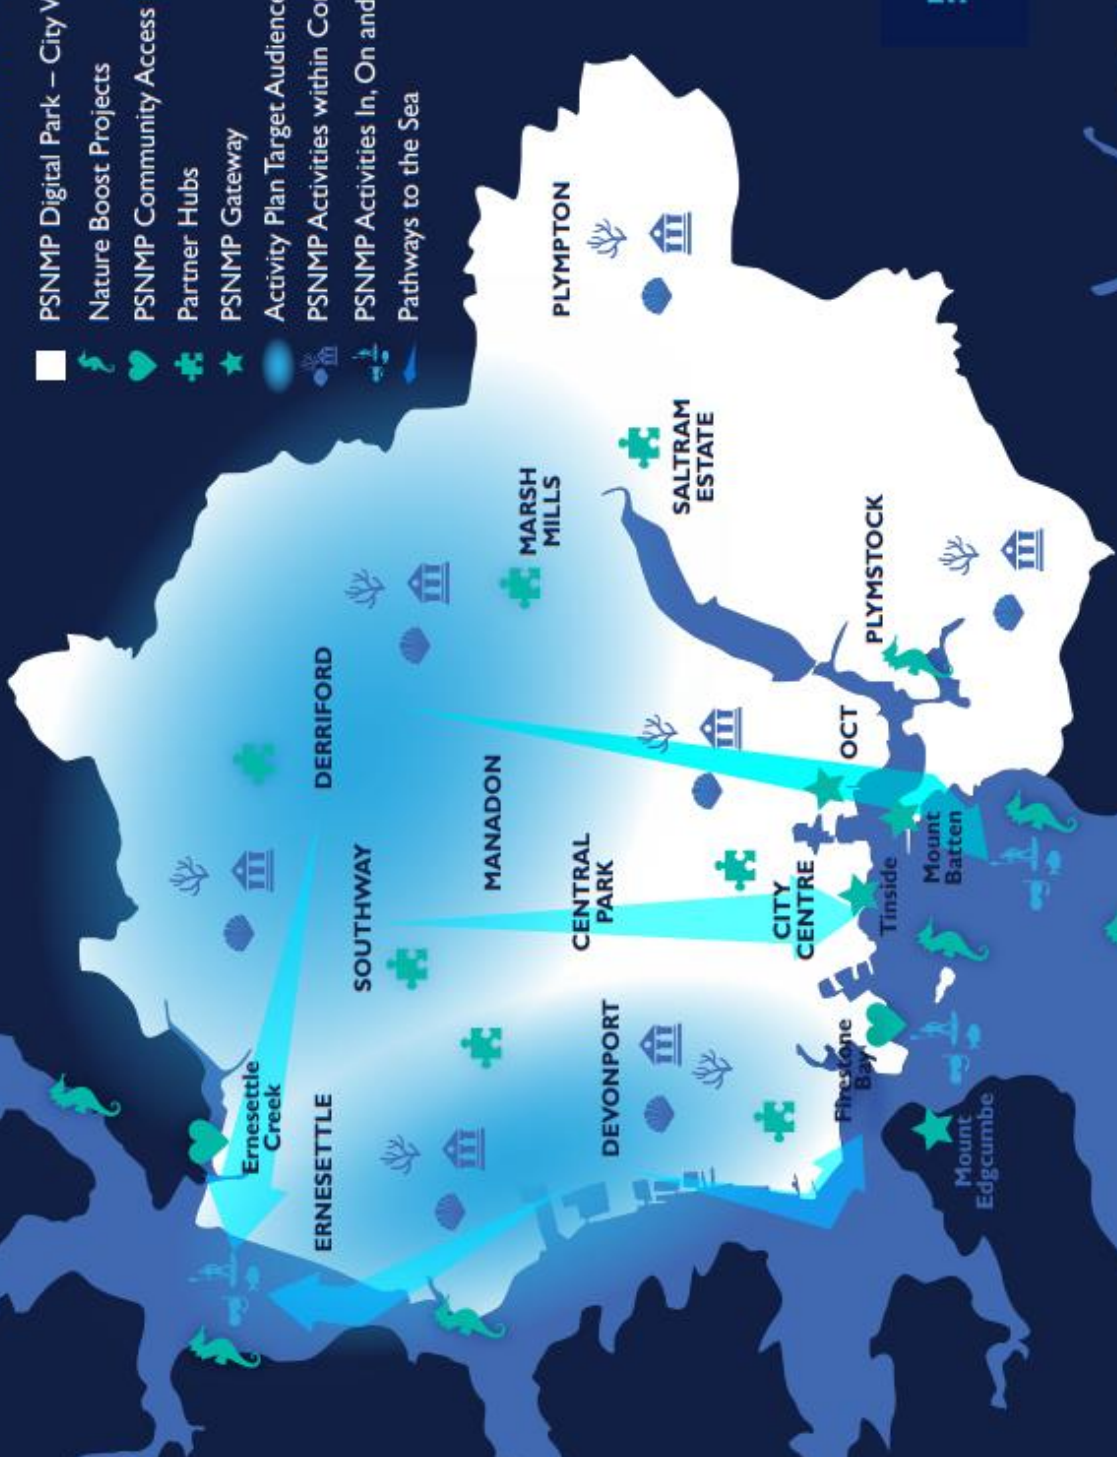 PSNMP Digital Park – City
Nature Boost Projects
PSNMP Community Access
Partner Hubs
PSNMP Gateway
Activity Plan Target Audience
PSNMP Activities within
PSNMP Activities In, On and
Pathways to the Sea
PLYMPTON
SALTRAM
ESTATE
MARSH
MILLS
PLYMSTOCK
DERRIFORD
OCT
MANADON
SOUTHWAY
CENTRAL
PARK
CITY
CENTRE
Mount
Batten
Tinside
DEVONPORT
Firestone
Bay
Ernesettle
Creek
ERNESETTLE
Mount
Edgcumbe